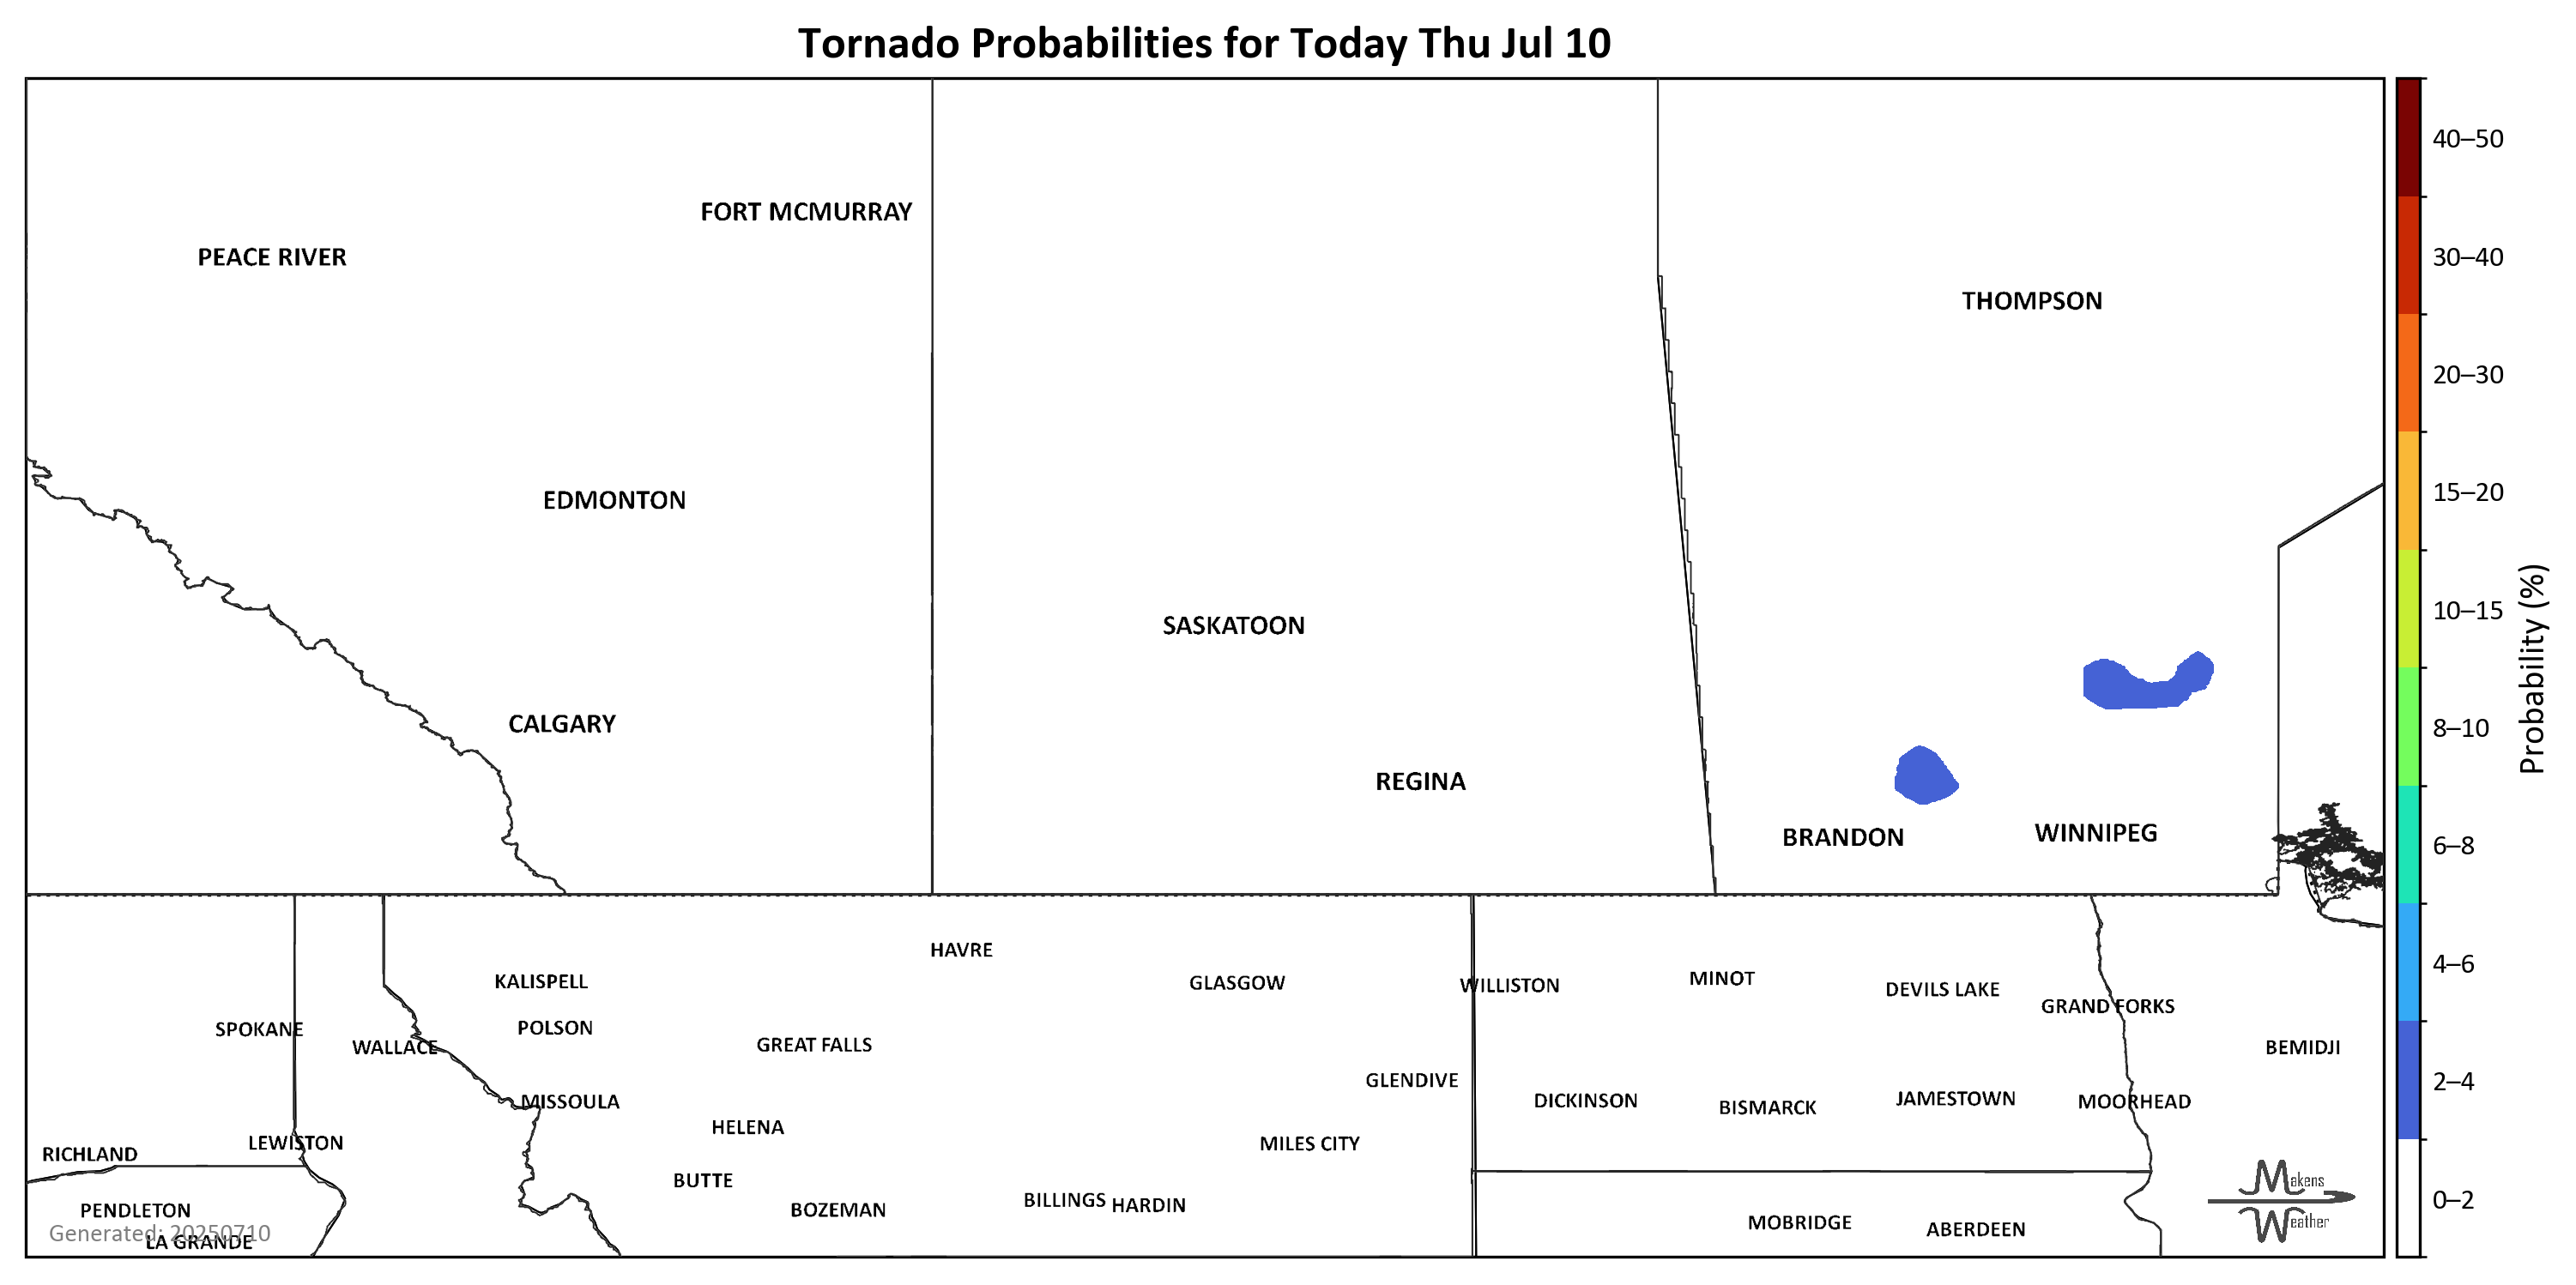 Tornado Probabilities for Today Thu Jul 10
FORT MCMURRAY
PEACE RIVER
THOMPSON
EDMONTON
SASKATOON
CALGARY
REGINA
BRANDON
WINNIPEG
HAVRE
KALISPELL
GLASGOW
WILLISTON
MINOT
DEVILS LAKE
GRAND FORKS
SPOKANE
POLSON
WALLACE
GREAT FALLS
BEMIDJI
GLENDIVE
MISSOULA
DICKINSON
BISMARCK
JAMESTOWN
MOORHEAD
HELENA
LEWISTON
MILES CITY
RICHLAND
BUTTE
BILLINGS
HARDIN
PENDLETON
BOZEMAN
MOBRIDGE
ABERDEEN
Generated: 20250710
LA GRANDE
Makens
Weather
40–50
30–40
20–30
15–20
10–15
8–10
6–8
4–6
2–4
0–2
Probability (%)